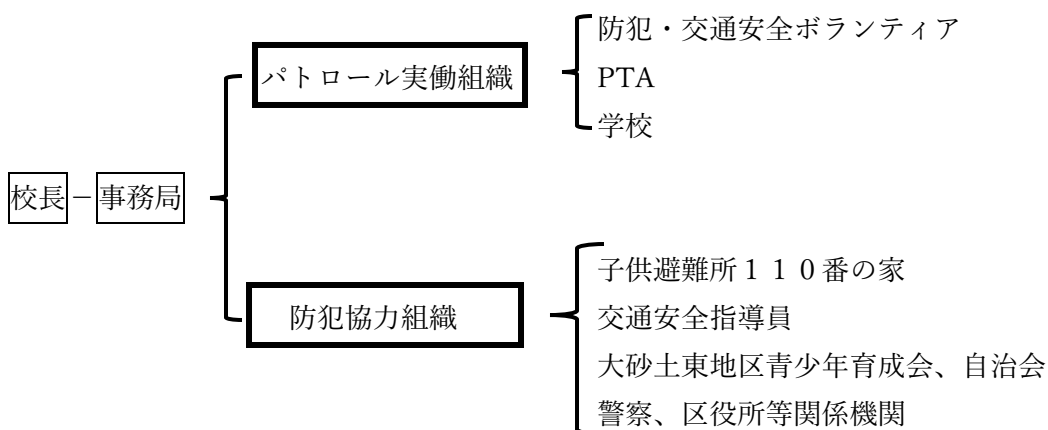 防犯・交通安全ボランティア
パトロール実働組織
PTA
学校
校長－事務局
子供避難所１１０番の家
防犯協力組織
交通安全指導員
大砂土東地区青少年育成会、自治会
警察、区役所等関係機関